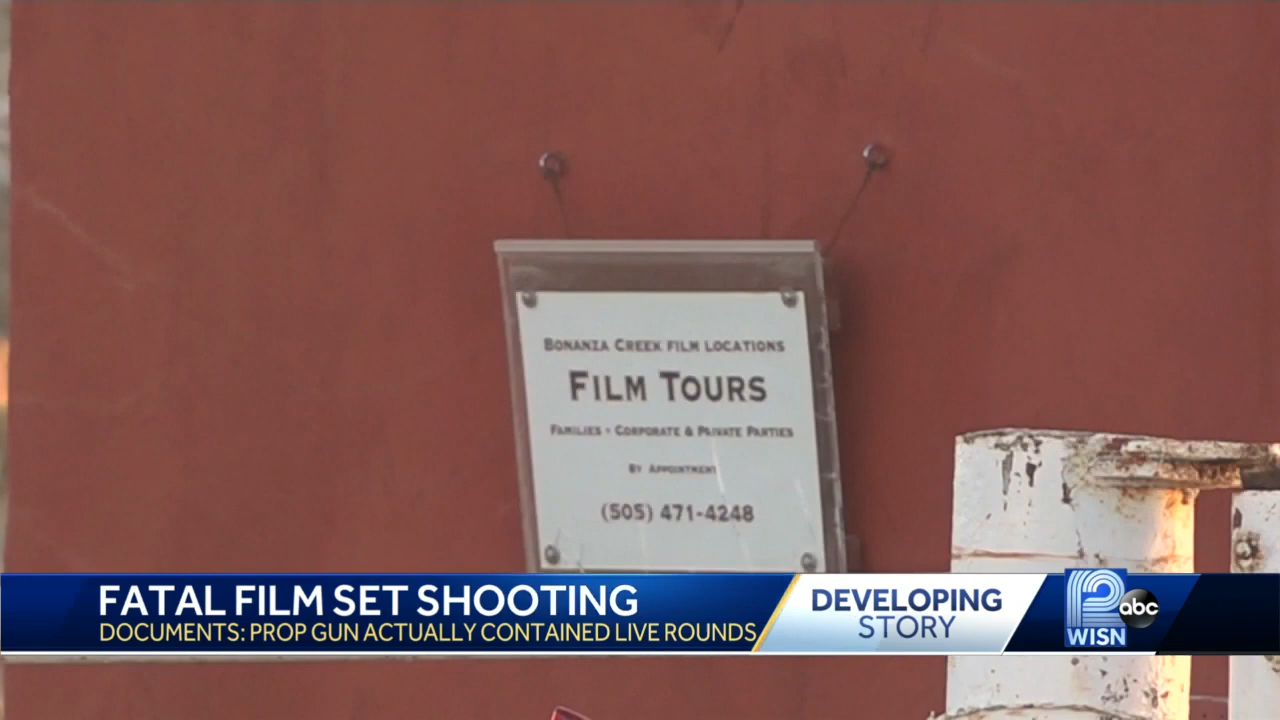 BONANZA CREEK FILM LOCATIONS
FILM TOURS
FAMILIES • CORPORATE & PRIVATE PARTIES
BY APPOINTMENT
(505) 471-4248
FATAL FILM SET SHOOTING
DOCUMENTS: PROP GUN ACTUALLY CONTAINED LIVE ROUNDS
DEVELOPING
STORY
2 abc
WISN